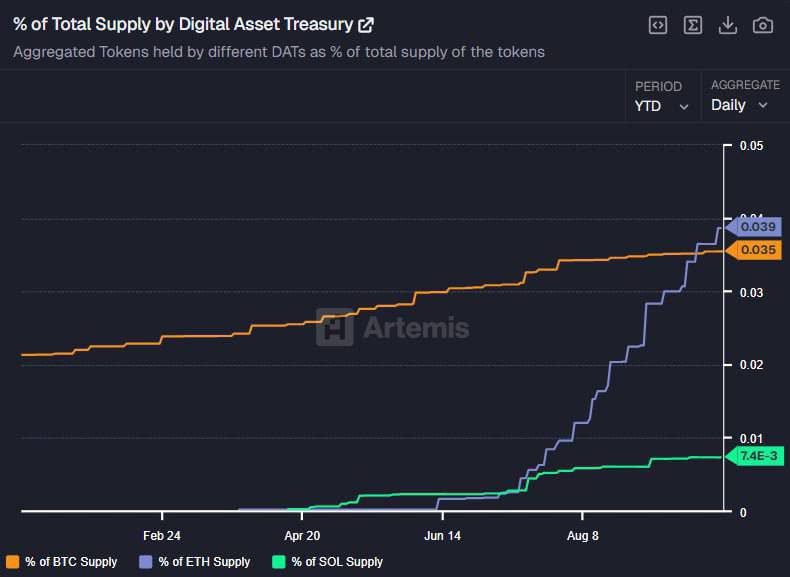 % of Total Supply by Digital Asset Treasury
Aggregated Tokens held by different DATs as % of total supply of the tokens
PERIOD
YTD
AGGREGATE
Daily
0.05
0.04
0.039
0.035
0.03
0.02
0.01
7.4E-3
0
Artemis
Feb 24
Apr 20
Jun 14
Aug 8
% of BTC Supply
% of ETH Supply
% of SOL Supply